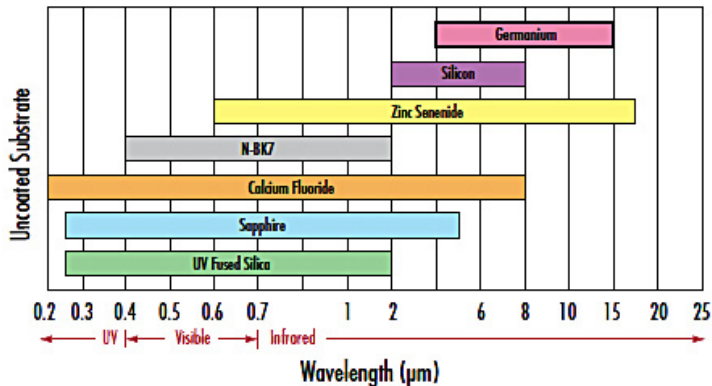 Germanium
Silicon
Zinc Senenide
N-BK7
Calcium Fluoride
Sapphire
UV Fused Silica
Uncoated Substrate
0.2 0.3 0.4 0.5 0.6 0.7 1 2 6 8 10 15 20 25
UV Visible Infrared
Wavelength (µm)